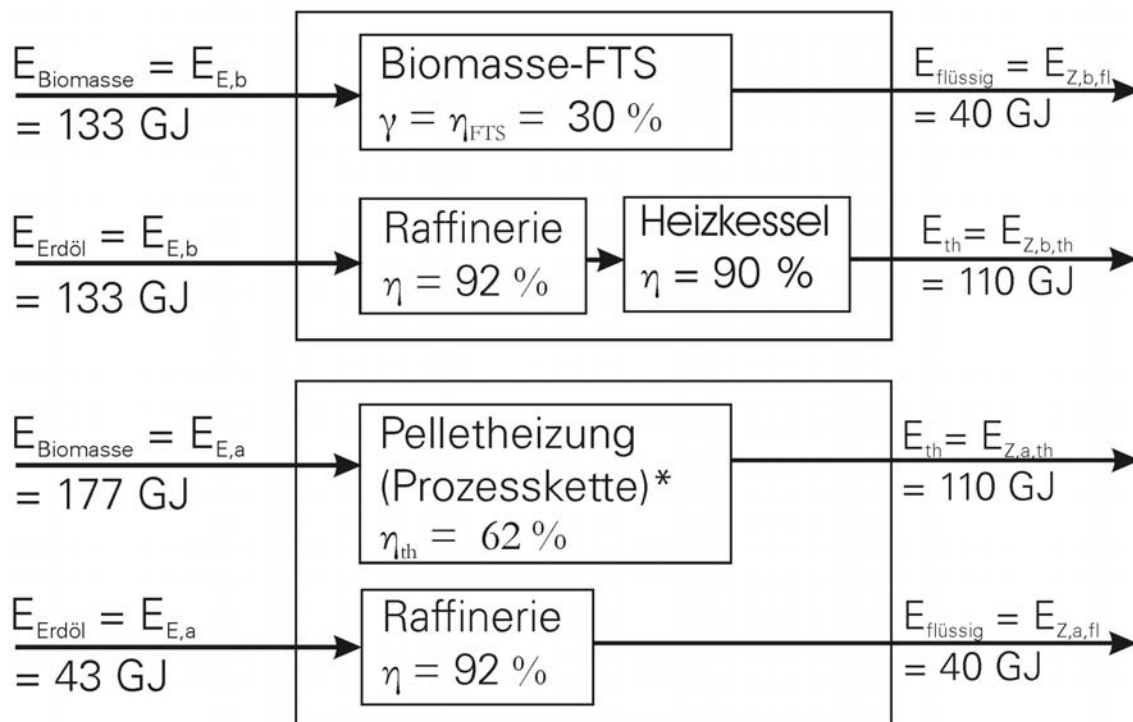 E_Biomasse = E_E,b
= 133 GJ
Biomasse-FTS
γ = η_FTS = 30 %
E_flüssig = E_Z,b,fl
= 40 GJ
E_Erdöl = E_E,b
= 133 GJ
Raffinerie
η = 92 %
Heizkessel
η = 90 %
E_th = E_Z,b,th
= 110 GJ
E_Biomasse = E_E,a
= 177 GJ
Pelletheizung
(Prozesskette)*
η_th = 62 %
E_th = E_Z,a,th
= 110 GJ
E_Erdöl = E_E,a
= 43 GJ
Raffinerie
η = 92 %
E_flüssig = E_Z,a,fl
= 40 GJ